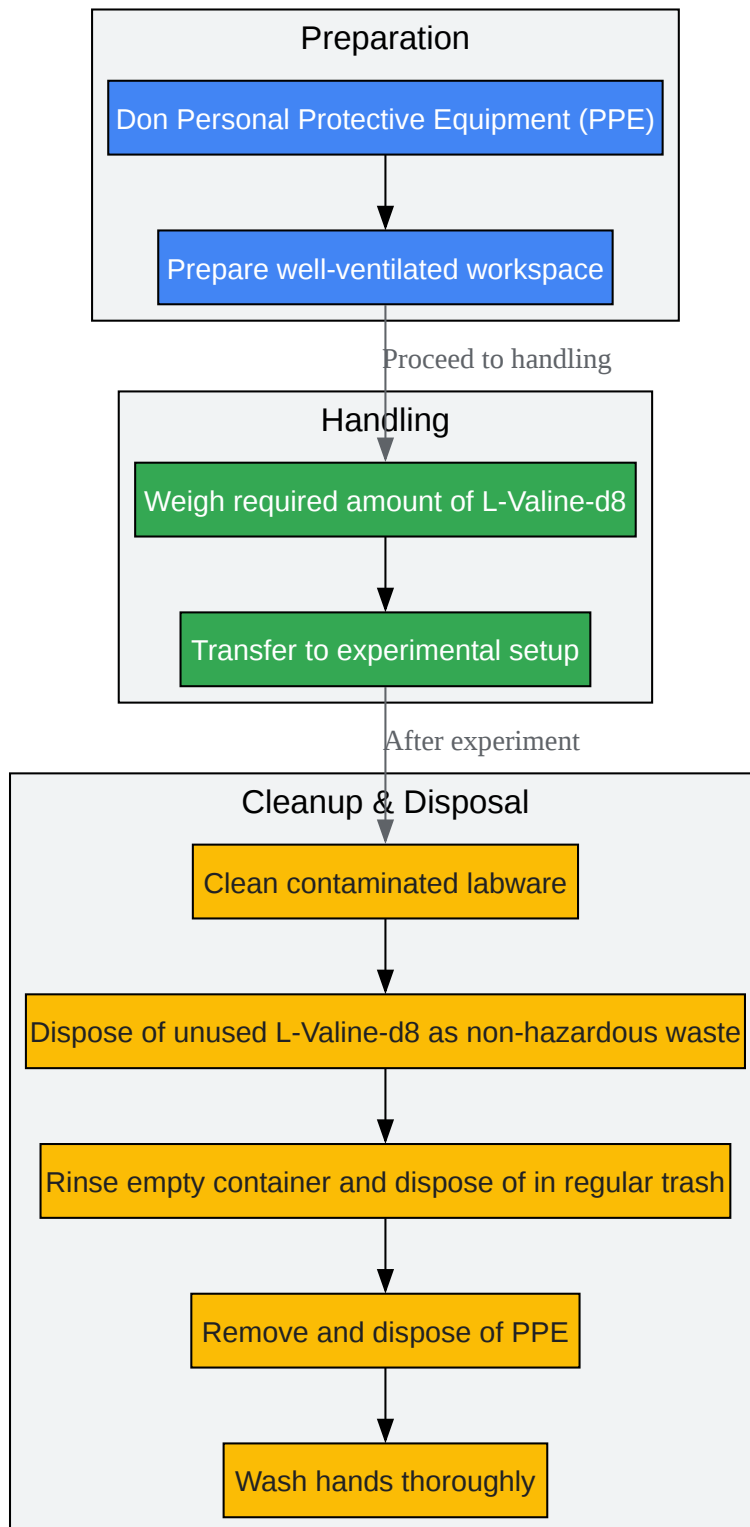 Preparation
Don Personal Protective Equipment (PPE)
Prepare well-ventilated workspace
Proceed to handling
Handling
Weigh required amount of L-Valine-d8
Transfer to experimental setup
After experiment
Cleanup & Disposal
Clean contaminated labware
Dispose of unused L-Valine-d8 as non-hazardous waste
Rinse empty container and dispose of in regular trash
Remove and dispose of PPE
Wash hands thoroughly